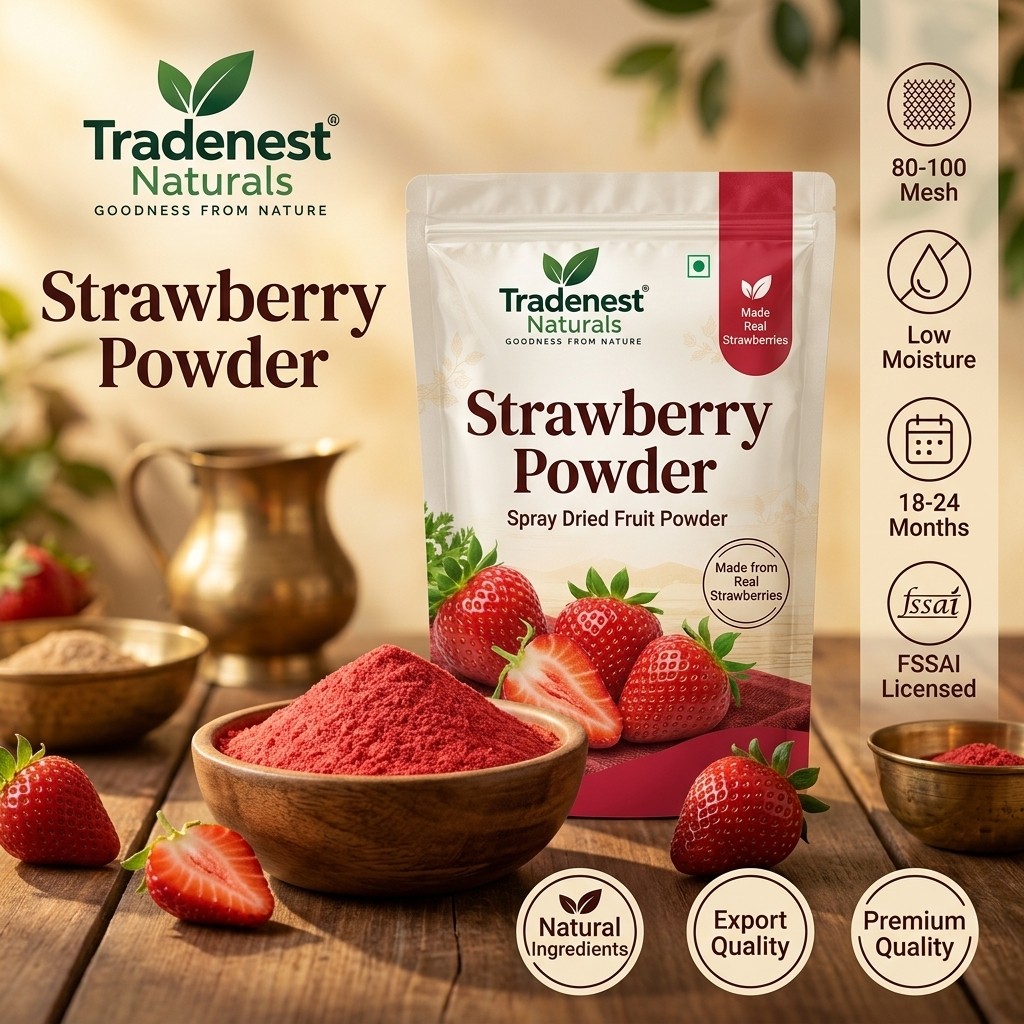 Tradenest®
Naturals
GOODNESS FROM NATURE
Strawberry
Powder
Tradenest®
Naturals
GOODNESS FROM NATURE
Made
Real
Strawberries
Strawberry
Powder
Spray Dried Fruit Powder
Made from
Real
Strawberries
80-100
Mesh
Low
Moisture
18-24
Months
fssai
FSSAI
Licensed
Natural
Ingredients
Export
Quality
Premium
Quality